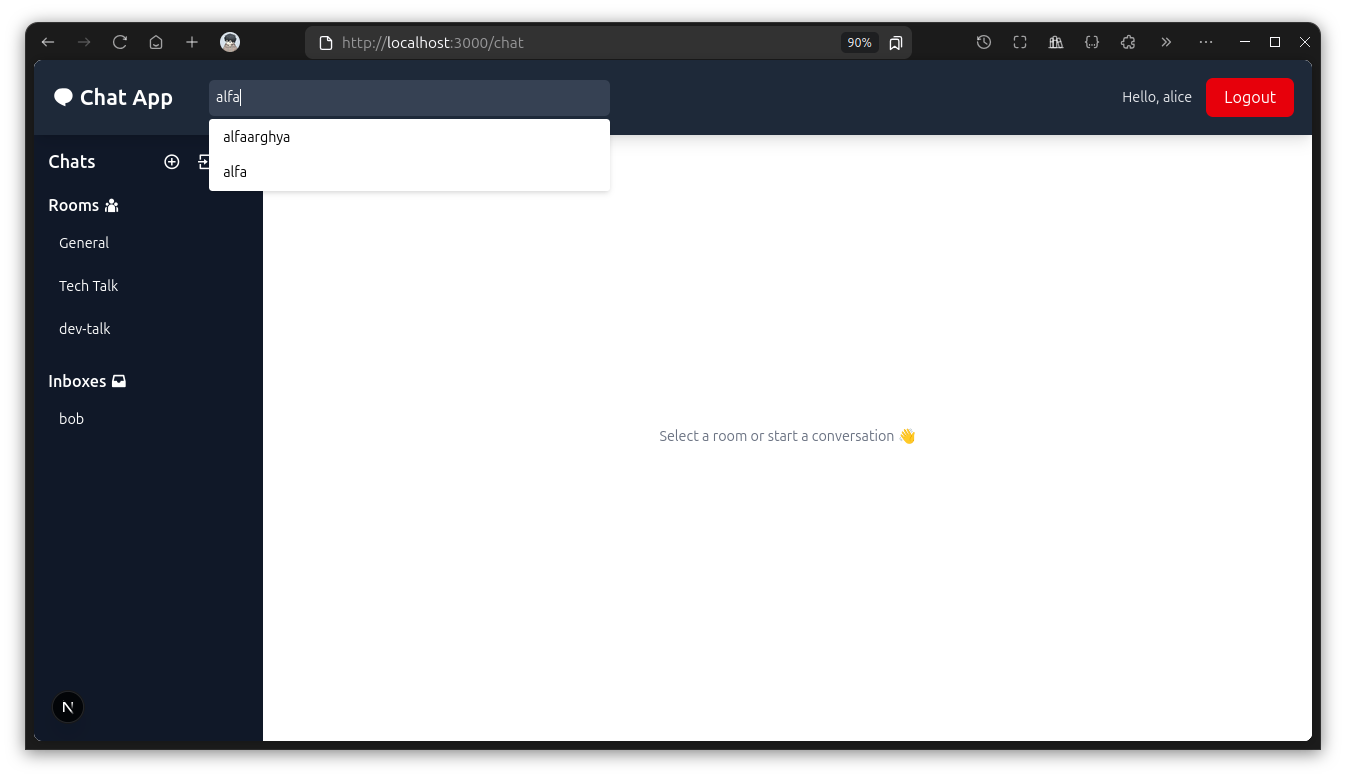 http://localhost:3000/chat
90%
Chat App
alfa
Hello, alice
Logout
alfaarghya
alfa
Chats
Rooms
General
Tech Talk
dev-talk
Inboxes
bob
Select a room or start a conversation 👋
N